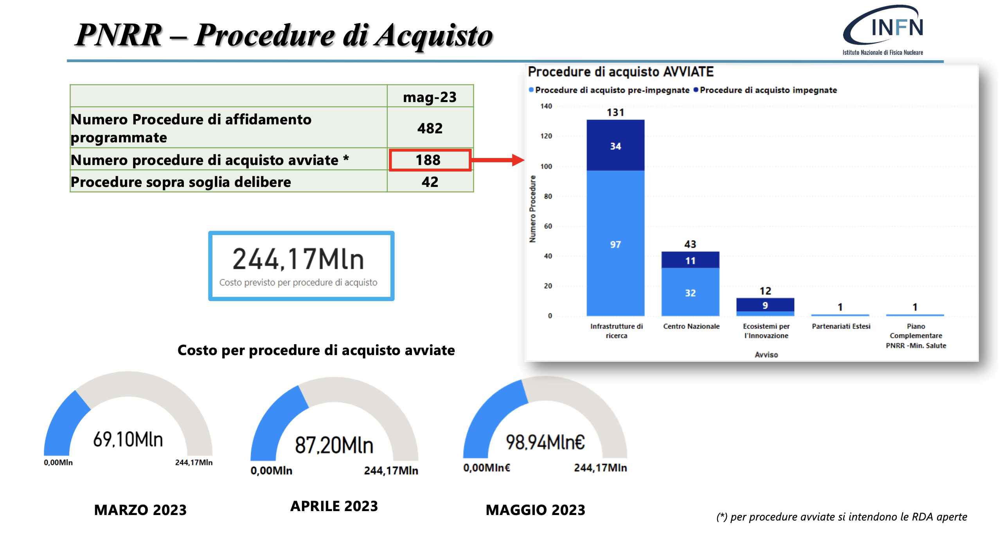 PNRR – Procedure di Acquisto
INFN
Istituto Nazionale di Fisica Nucleare
mag-23
Numero Procedure di affidamento
programmate
482
Numero procedure di acquisto avviate *
188
Procedure sopra soglia delibere
42
244,17Mln
Costo previsto per procedure di acquisto
Procedure di acquisto AVVIATE
Procedure di acquisto pre-impegnate Procedure di acquisto impegnate
Numero Procedure
140
120
100
80
60
40
20
0
131
34
97
43
11
32
12
9
1
1
Infrastrutture di
ricerca
Centro Nazionale
Ecosistemi per
l'Innovazione
Partenariati Estesi
Piano
Complementare
PNRR -Min. Salute
Avviso
Costo per procedure di acquisto avviate
69,10Mln
0,00Mln
244,17Mln
MARZO 2023
87,20Mln
0,00Mln
244,17Mln
APRILE 2023
98,94Mln€
0,00Mln€
244,17Mln
MAGGIO 2023
(*) per procedure avviate si intendono le RDA aperte